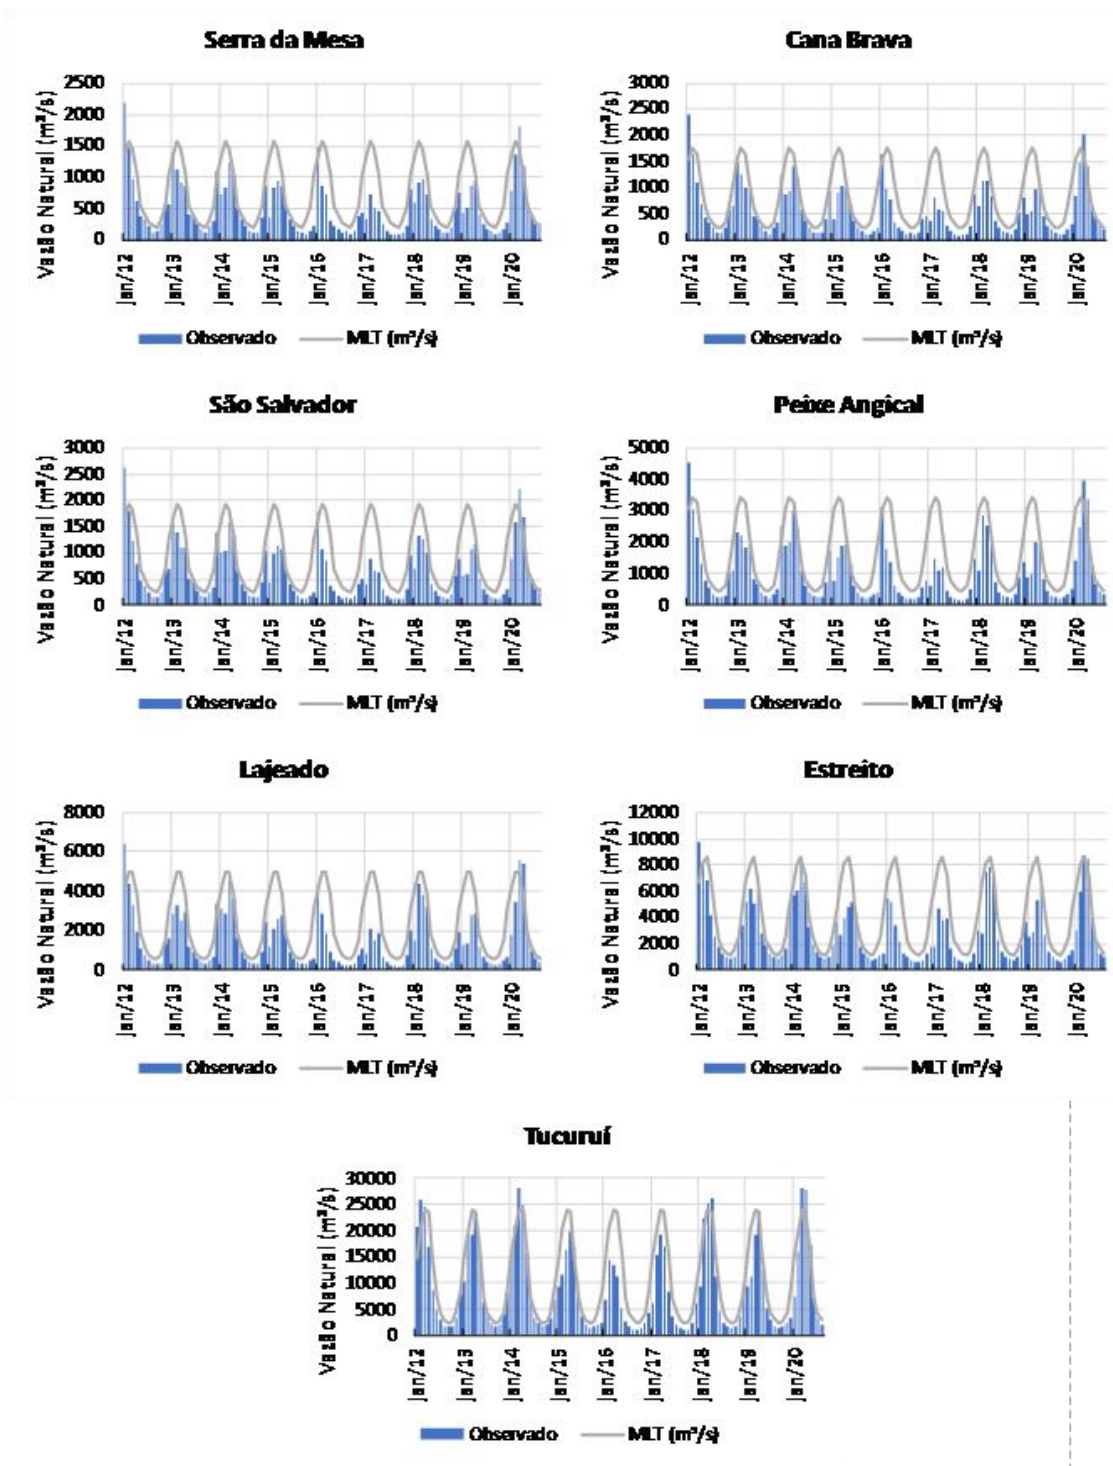 Serra da Mesa
Vazão Natural (m³/s)
2500
2000
1500
1000
500
0
Jan/12
Jan/13
Jan/14
Jan/15
Jan/16
Jan/17
Jan/18
Jan/19
Jan/20
Observado
MLT (m³/s)
Cana Brava
Vazão Natural (m³/s)
3000
2500
2000
1500
1000
500
0
Jan/12
Jan/13
Jan/14
Jan/15
Jan/16
Jan/17
Jan/18
Jan/19
Jan/20
Observado
MLT (m³/s)
São Salvador
Vazão Natural (m³/s)
3000
2500
2000
1500
1000
500
0
Jan/12
Jan/13
Jan/14
Jan/15
Jan/16
Jan/17
Jan/18
Jan/19
Jan/20
Observado
MLT (m³/s)
Peixe Angical
Vazão Natural (m³/s)
5000
4000
3000
2000
1000
0
Jan/12
Jan/13
Jan/14
Jan/15
Jan/16
Jan/17
Jan/18
Jan/19
Jan/20
Observado
MLT (m³/s)
Lajeado
Vazão Natural (m³/s)
8000
6000
4000
2000
0
Jan/12
Jan/13
Jan/14
Jan/15
Jan/16
Jan/17
Jan/18
Jan/19
Jan/20
Observado
MLT (m³/s)
Estreito
Vazão Natural (m³/s)
12000
10000
8000
6000
4000
2000
0
Jan/12
Jan/13
Jan/14
Jan/15
Jan/16
Jan/17
Jan/18
Jan/19
Jan/20
Observado
MLT (m³/s)
Tucuruí
Vazão Natural (m³/s)
30000
25000
20000
15000
10000
5000
0
Jan/12
Jan/13
Jan/14
Jan/15
Jan/16
Jan/17
Jan/18
Jan/19
Jan/20
Observado
MLT (m³/s)